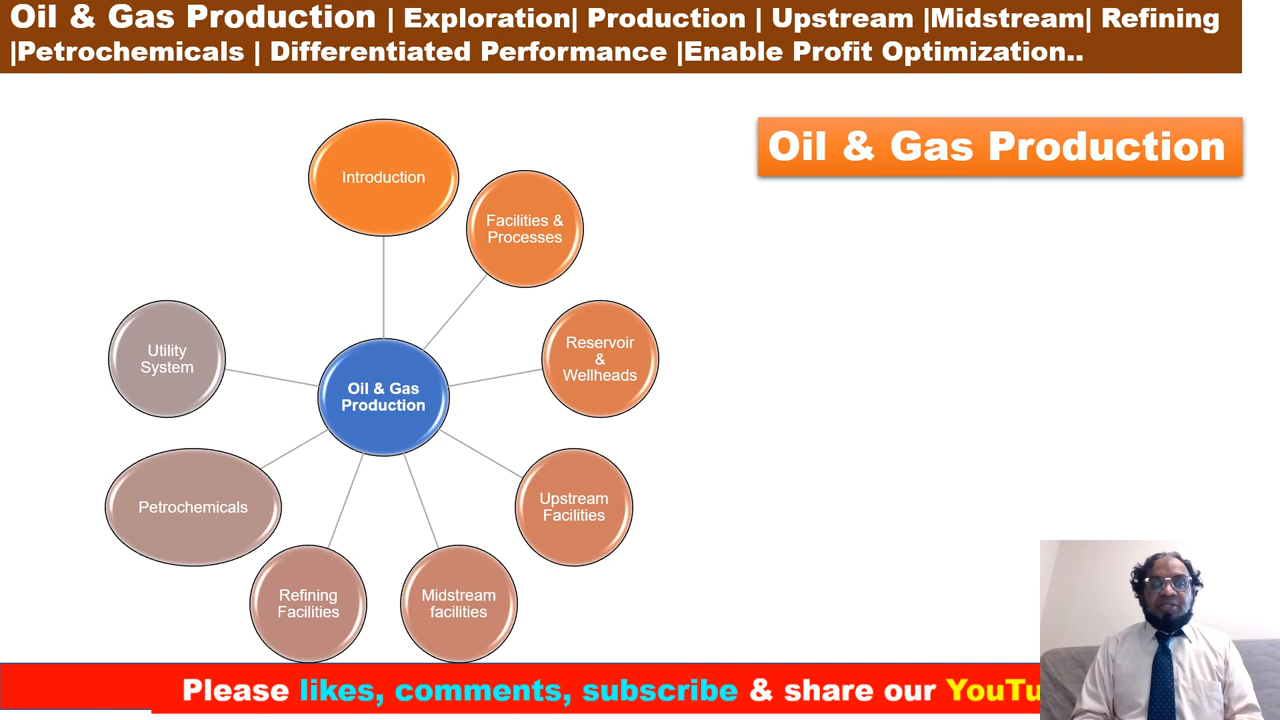 Oil & Gas Production | Exploration| Production | Upstream |Midstream| Refining
|Petrochemicals | Differentiated Performance |Enable Profit Optimization..
Oil & Gas Production
Introduction
Facilities &
Processes
Reservoir
&
Wellheads
Upstream
Facilities
Midstream
facilities
Refining
Facilities
Petrochemicals
Utility
System
Oil & Gas
Production
Please likes, comments, subscribe & share our YouTu